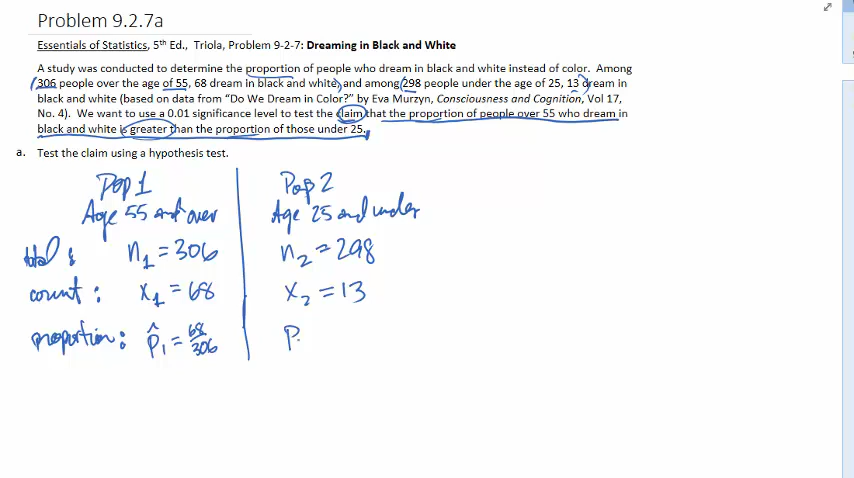 Problem 9.2.7a
Essentials of Statistics, 5th Ed., Triola, Problem 9-2-7: Dreaming in Black and White
A study was conducted to determine the proportion of people who dream in black and white instead of color. Among
306 people over the age of 55, 68 dream in black and white, and among 298 people under the age of 25, 13 dream in
black and white (based on data from "Do We Dream in Color?" by Eva Murzyn, Consciousness and Cognition, Vol 17,
No. 4). We want to use a 0.01 significance level to test the claim that the proportion of people over 55 who dream in
black and white is greater than the proportion of those under 25.
a. Test the claim using a hypothesis test.
Pop 1 Pop 2
Age 55 and over Age 25 and under
total: n₁ = 306 n₂ = 298
count: x₁ = 68 x₂ = 13
proportion: p̂₁ = 68/306 P